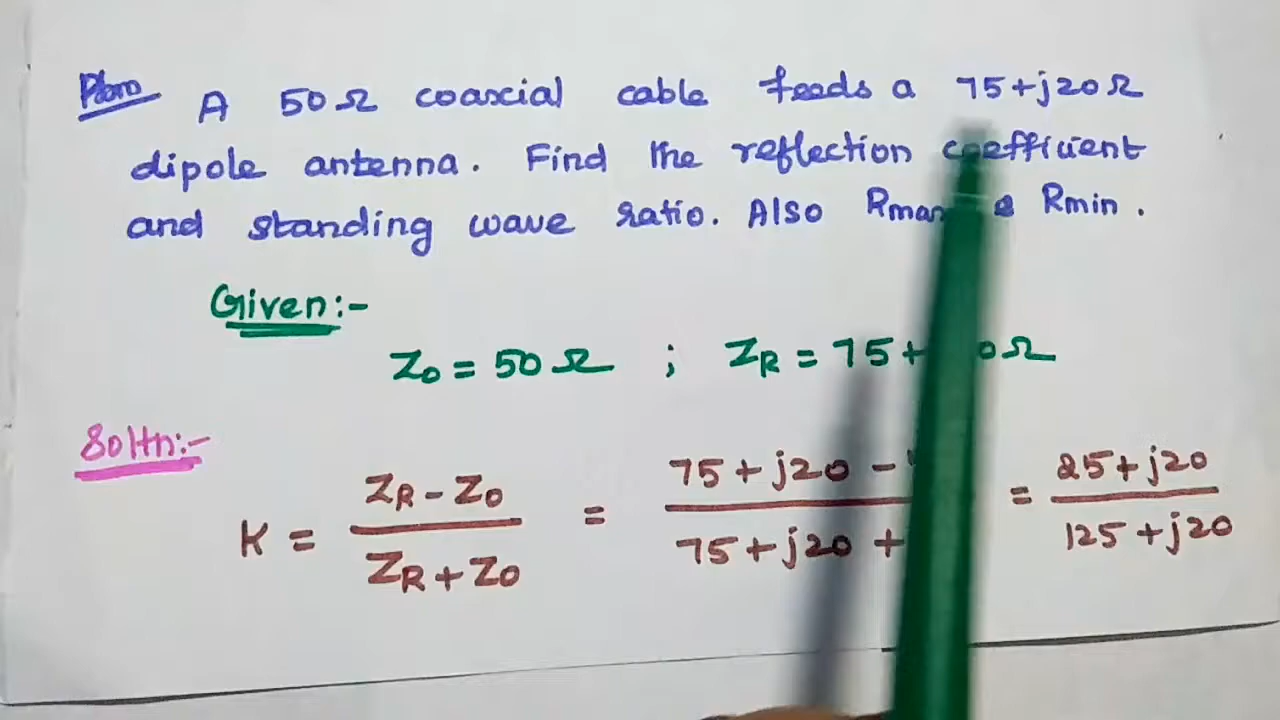 Pbm A 50Ω coaxial cable feeds a 75+j20Ω
dipole antenna. Find the reflection coefficient
and standing wave ratio. Also Rmin.
Given:-
Z0 = 50Ω ; ZR = 75+ 0Ω
Soltn:-
K = ZR - Z0 / ZR + Z0 = 75+j20 - / 75+j20 + = 25+j20 / 125+j20